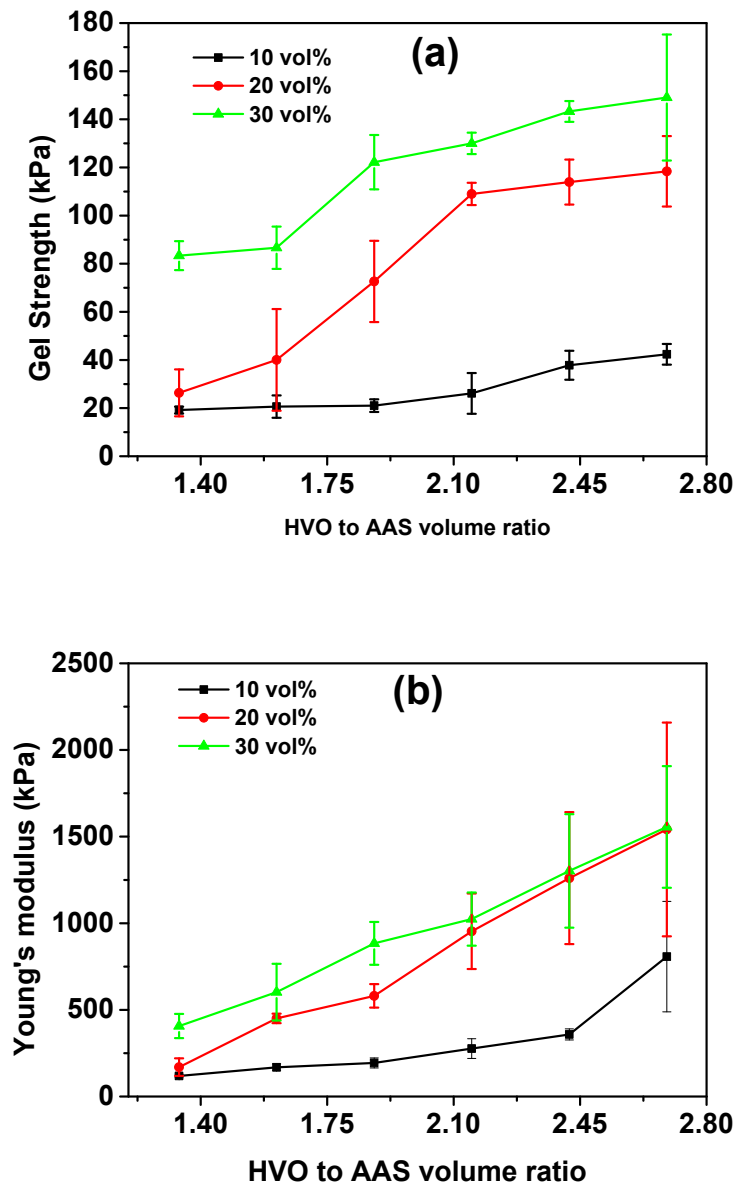 (a)
10 vol%
20 vol%
30 vol%
Gel Strength (kPa)
180
160
140
120
100
80
60
40
20
0
1.40 1.75 2.10 2.45 2.80
HVO to AAS volume ratio
(b)
10 vol%
20 vol%
30 vol%
Young's modulus (kPa)
2500
2000
1500
1000
500
0
1.40 1.75 2.10 2.45 2.80
HVO to AAS volume ratio